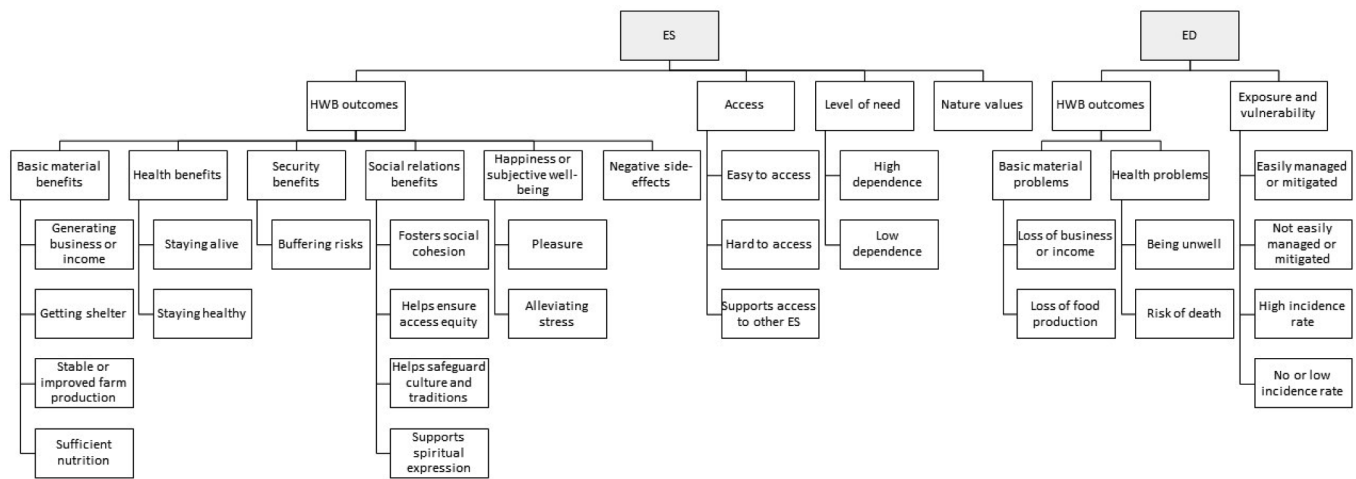 ES
ED
HWB outcomes
Access
Level of need
Nature values
HWB outcomes
Exposure and
vulnerability
Basic material
benefits
Health benefits
Security
benefits
Social relations
benefits
Happiness or
subjective well-
being
Negative side-
effects
Easy to access
High
dependence
Basic material
problems
Health problems
Easily managed
or mitigated
Generating
business or
income
Staying alive
Buffering risks
Fosters social
cohesion
Pleasure
Hard to access
Low
dependence
Loss of business
or income
Being unwell
Not easily
managed or
mitigated
Getting shelter
Staying healthy
Helps ensure
access equity
Alleviating
stress
Supports access
to other ES
Loss of food
production
Risk of death
High incidence
rate
Stable or
improved farm
production
Helps safeguard
culture and
traditions
No or low
incidence rate
Sufficient
nutrition
Supports
spiritual
expression